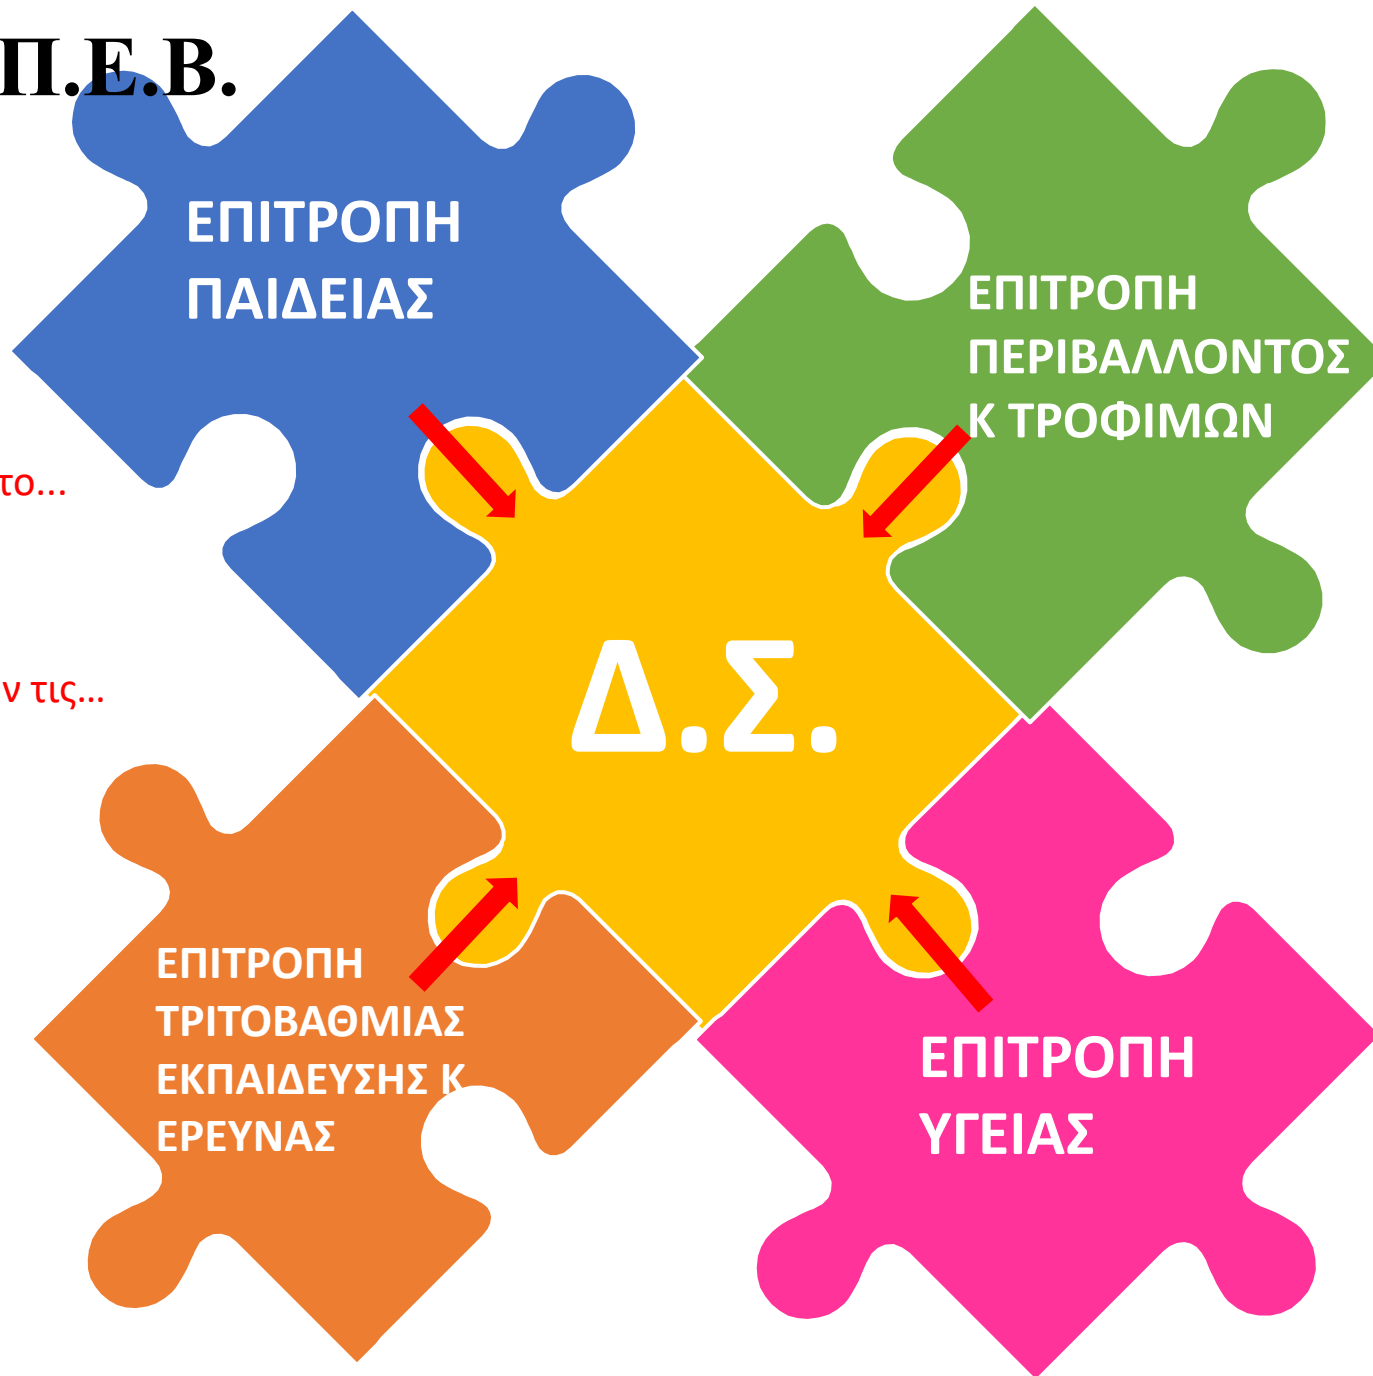 Π.Ε.Β.
ΕΠΙΤΡΟΠΗ
ΠΑΙΔΕΙΑΣ
ΕΠΙΤΡΟΠΗ
ΠΕΡΙΒΑΛΛΟΝΤΟΣ
Κ ΤΡΟΦΙΜΩΝ
το...
ν τις...
Δ.Σ.
ΕΠΙΤΡΟΠΗ
ΤΡΙΤΟΒΑΘΜΙΑΣ
ΕΚΠΑΙΔΕΥΣΗΣ Κ
ΕΡΕΥΝΑΣ
ΕΠΙΤΡΟΠΗ
ΥΓΕΙΑΣ